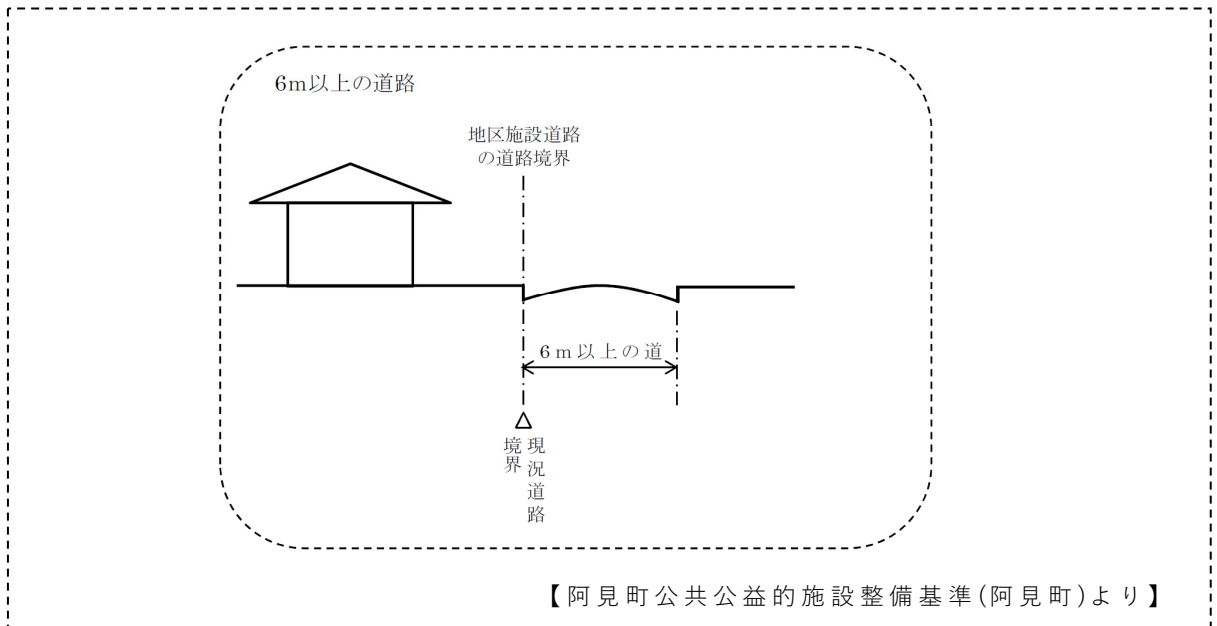 6m以上の道路
地区施設道路
の道路境界
6m以上の道
現況道路
境界
【阿見町公共公益的施設整備基準(阿見町)より】